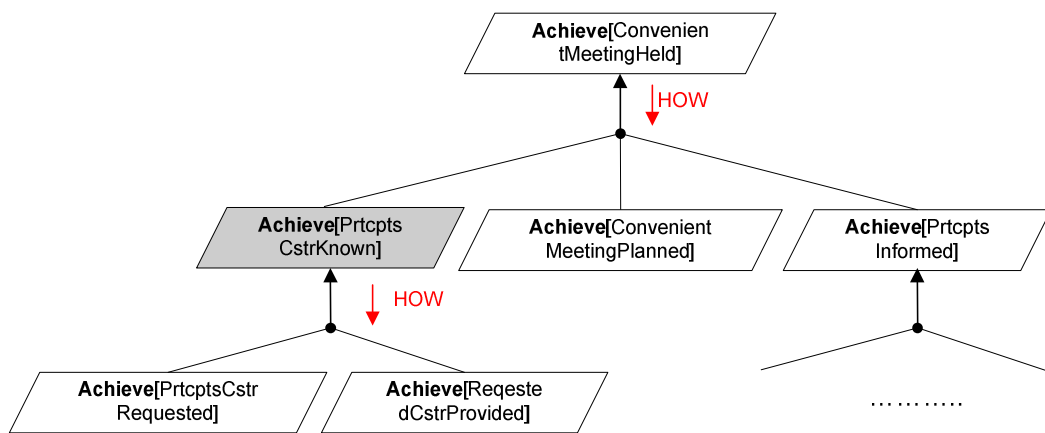 Achieve[Convenien
tMeetingHeld]
HOW
Achieve[Prtcpts
CstrKnown]
Achieve[Convenient
MeetingPlanned]
Achieve[Prtcpts
Informed]
HOW
Achieve[PrtcptsCstr
Requested]
Achieve[Reqeste
dCstrProvided]
………..